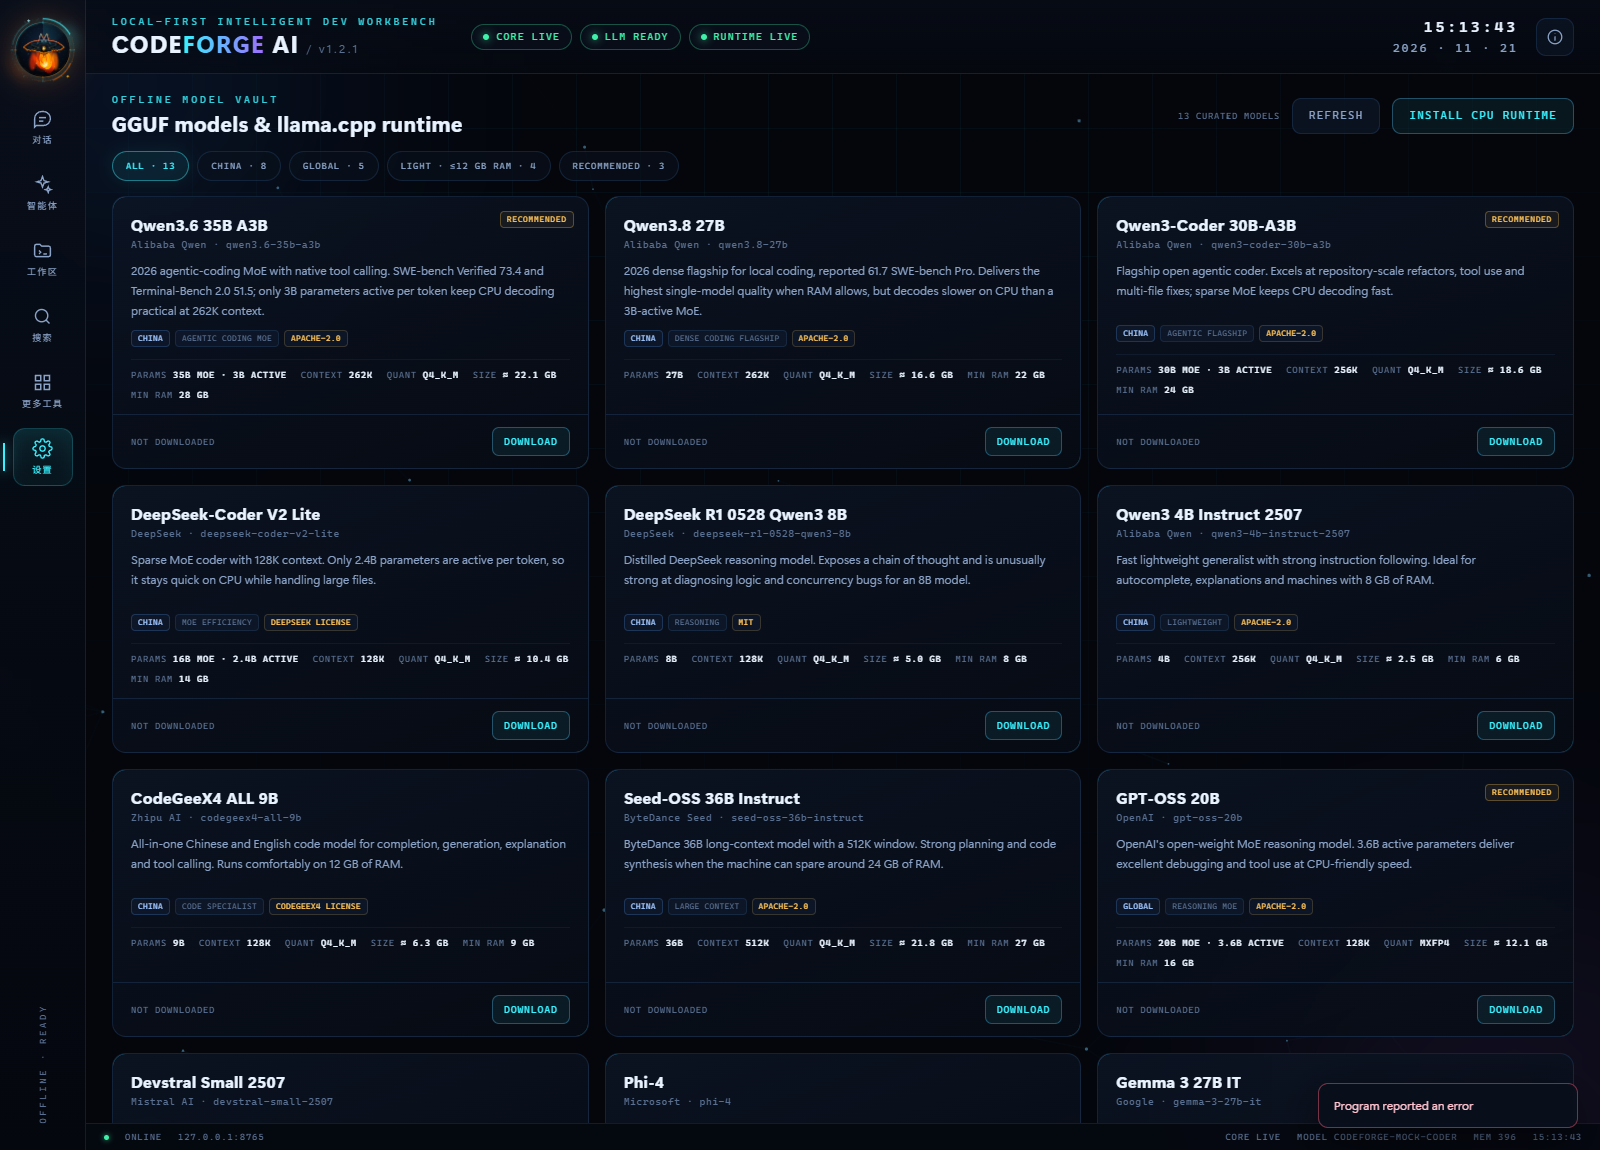 LOCAL-FIRST INTELLIGENT DEV WORKBENCH
CODEFORGE AI / v1.2.1
CORE LIVE
LLM READY
RUNTIME LIVE
15:13:43
2026 · 11 · 21
对话
智能体
工作区
搜索
更多工具
设置
OFFLINE · READY
OFFLINE MODEL VAULT
GGUF models & llama.cpp runtime
13 CURATED MODELS
REFRESH
INSTALL CPU RUNTIME
ALL · 13
CHINA · 8
GLOBAL · 5
LIGHT · ≤12 GB RAM · 4
RECOMMENDED · 3
Qwen3.6 35B A3B
RECOMMENDED
Alibaba Qwen · qwen3.6-35b-a3b
2026 agentic-coding MoE with native tool calling. SWE-bench Verified 73.4 and
Terminal-Bench 2.0 51.5; only 3B parameters active per token keep CPU decoding
practical at 262K context.
CHINA
AGENTIC CODING MOE
APACHE-2.0
PARAMS 35B MOE · 3B ACTIVE CONTEXT 262K QUANT Q4_K_M SIZE ≈ 22.1 GB
MIN RAM 28 GB
NOT DOWNLOADED
DOWNLOAD
Qwen3.8 27B
Alibaba Qwen · qwen3.8-27b
2026 dense flagship for local coding, reported 61.7 SWE-bench Pro. Delivers the
highest single-model quality when RAM allows, but decodes slower on CPU than a
3B-active MoE.
CHINA
DENSE CODING FLAGSHIP
APACHE-2.0
PARAMS 27B CONTEXT 262K QUANT Q4_K_M SIZE ≈ 16.6 GB MIN RAM 22 GB
NOT DOWNLOADED
DOWNLOAD
Qwen3-Coder 30B-A3B
RECOMMENDED
Alibaba Qwen · qwen3-coder-30b-a3b
Flagship open agentic coder. Excels at repository-scale refactors, tool use and
multi-file fixes; sparse MoE keeps CPU decoding fast.
CHINA
AGENTIC FLAGSHIP
APACHE-2.0
PARAMS 30B MOE · 3B ACTIVE CONTEXT 256K QUANT Q4_K_M SIZE ≈ 18.6 GB
MIN RAM 24 GB
NOT DOWNLOADED
DOWNLOAD
DeepSeek-Coder V2 Lite
DeepSeek · deepseek-coder-v2-lite
Sparse MoE coder with 128K context. Only 2.4B parameters are active per token, so
it stays quick on CPU while handling large files.
CHINA
MOE EFFICIENCY
DEEPSEEK LICENSE
PARAMS 16B MOE · 2.4B ACTIVE CONTEXT 128K QUANT Q4_K_M SIZE ≈ 10.4 GB
MIN RAM 14 GB
NOT DOWNLOADED
DOWNLOAD
DeepSeek R1 0528 Qwen3 8B
DeepSeek · deepseek-r1-0528-qwen3-8b
Distilled DeepSeek reasoning model. Exposes a chain of thought and is unusually
strong at diagnosing logic and concurrency bugs for an 8B model.
CHINA
REASONING
MIT
PARAMS 8B CONTEXT 128K QUANT Q4_K_M SIZE ≈ 5.0 GB MIN RAM 8 GB
NOT DOWNLOADED
DOWNLOAD
Qwen3 4B Instruct 2507
Alibaba Qwen · qwen3-4b-instruct-2507
Fast lightweight generalist with strong instruction following. Ideal for
autocomplete, explanations and machines with 8 GB of RAM.
CHINA
LIGHTWEIGHT
APACHE-2.0
PARAMS 4B CONTEXT 256K QUANT Q4_K_M SIZE ≈ 2.5 GB MIN RAM 6 GB
NOT DOWNLOADED
DOWNLOAD
CodeGeeX4 ALL 9B
Zhipu AI · codegeex4-all-9b
All-in-one Chinese and English code model for completion, generation, explanation
and tool calling. Runs comfortably on 12 GB of RAM.
CHINA
CODE SPECIALIST
CODEGEEX4 LICENSE
PARAMS 9B CONTEXT 128K QUANT Q4_K_M SIZE ≈ 6.3 GB MIN RAM 9 GB
NOT DOWNLOADED
DOWNLOAD
Seed-OSS 36B Instruct
ByteDance Seed · seed-oss-36b-instruct
ByteDance 36B long-context model with a 512K window. Strong planning and code
synthesis when the machine can spare around 24 GB of RAM.
CHINA
LARGE CONTEXT
APACHE-2.0
PARAMS 36B CONTEXT 512K QUANT Q4_K_M SIZE ≈ 21.8 GB MIN RAM 27 GB
NOT DOWNLOADED
DOWNLOAD
GPT-OSS 20B
RECOMMENDED
OpenAI · gpt-oss-20b
OpenAI's open-weight MoE reasoning model. 3.6B active parameters deliver
excellent debugging and tool use at CPU-friendly speed.
GLOBAL
REASONING MOE
APACHE-2.0
PARAMS 20B MOE · 3.6B ACTIVE CONTEXT 128K QUANT MXFP4 SIZE ≈ 12.1 GB
MIN RAM 16 GB
NOT DOWNLOADED
DOWNLOAD
Devstral Small 2507
Mistral AI · devstral-small-2507
Phi-4
Microsoft · phi-4
Gemma 3 27B IT
Google · gemma-3-27b-it
Program reported an error
ONLINE 127.0.0.1:8765
CORE LIVE MODEL CODEFORGE-MOCK-CODER MEM 396 15:13:43